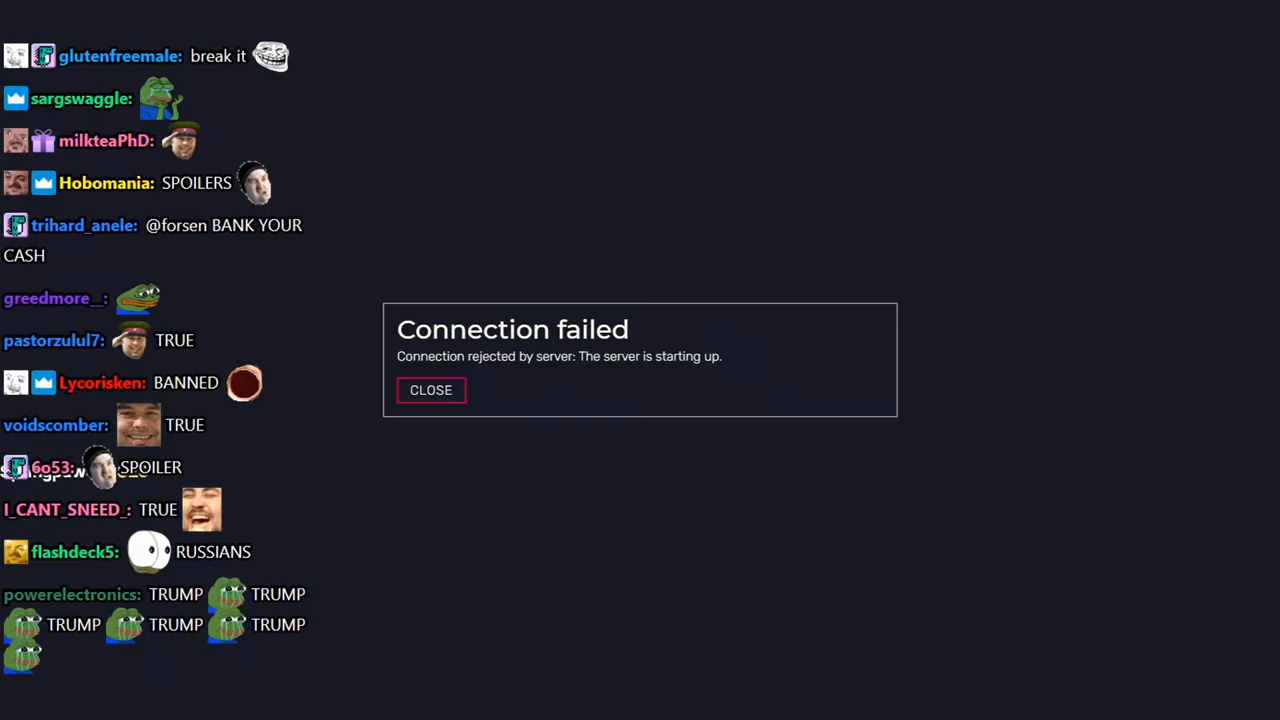 glutenfreemale: break it
sargswaggle:
milkteaPhD:
Hobomania: SPOILERS
trihard_anele: @forsen BANK YOUR
CASH
greedmore__:
pastorzulul7: TRUE
Lycorisken: BANNED
voidscomber: TRUE
6o53: SPOILER
I_CANT_SNEED_: TRUE
flashdeck5: RUSSIANS
powerelectronics: TRUMP TRUMP
TRUMP TRUMP TRUMP
Connection failed
Connection rejected by server: The server is starting up.
CLOSE